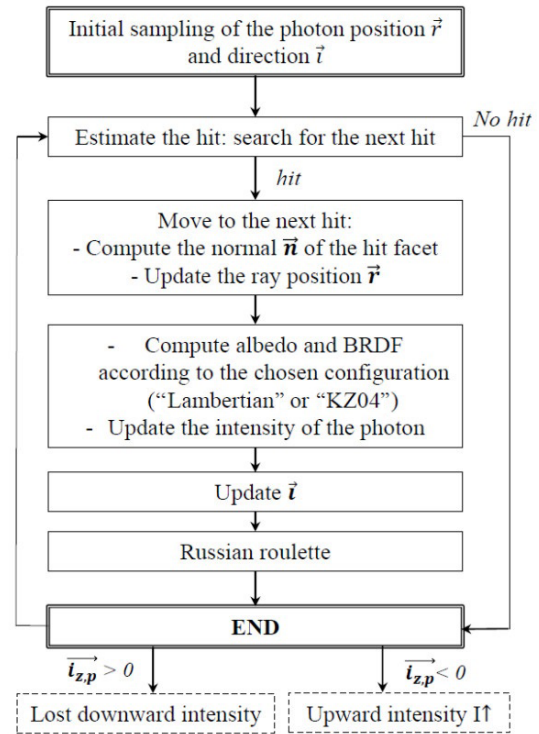 Initial sampling of the photon position r⃗
and direction i⃗
Estimate the hit: search for the next hit
No hit
hit
Move to the next hit:
- Compute the normal n⃗ of the hit facet
- Update the ray position r⃗
- Compute albedo and BRDF
according to the chosen configuration
(“Lambertian” or “KZ04”)
- Update the intensity of the photon
Update i⃗
Russian roulette
END
i⃗z,p > 0
i⃗z,p < 0
Lost downward intensity
Upward intensity I↑